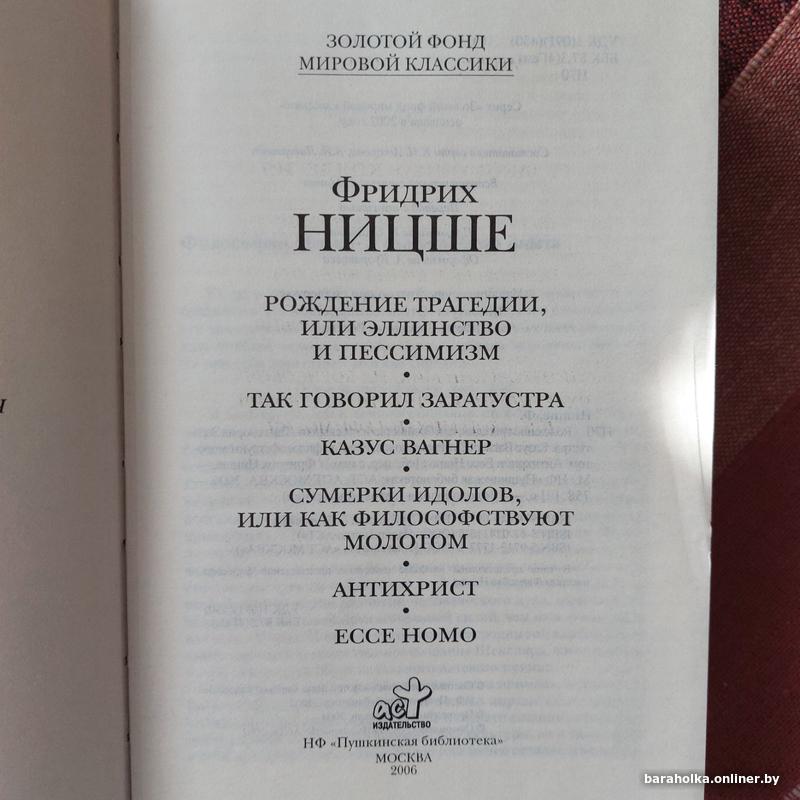 ЗОЛОТОЙ ФОНД
МИРОВОЙ КЛАССИКИ
ФРИДРИХ
НИЦШЕ
РОЖДЕНИЕ ТРАГЕДИИ,
ИЛИ ЭЛЛИНСТВО
И ПЕССИМИЗМ
•
ТАК ГОВОРИЛ ЗАРАТУСТРА
•
КАЗУС ВАГНЕР
•
СУМЕРКИ ИДОЛОВ,
ИЛИ КАК ФИЛОСОФСТВУЮТ
МОЛОТОМ
•
АНТИХРИСТ
•
ECCE HOMO
аст
ИЗДАТЕЛЬСТВО
НФ «Пушкинская библиотека»
МОСКВА
2006
baraholka.onliner.by